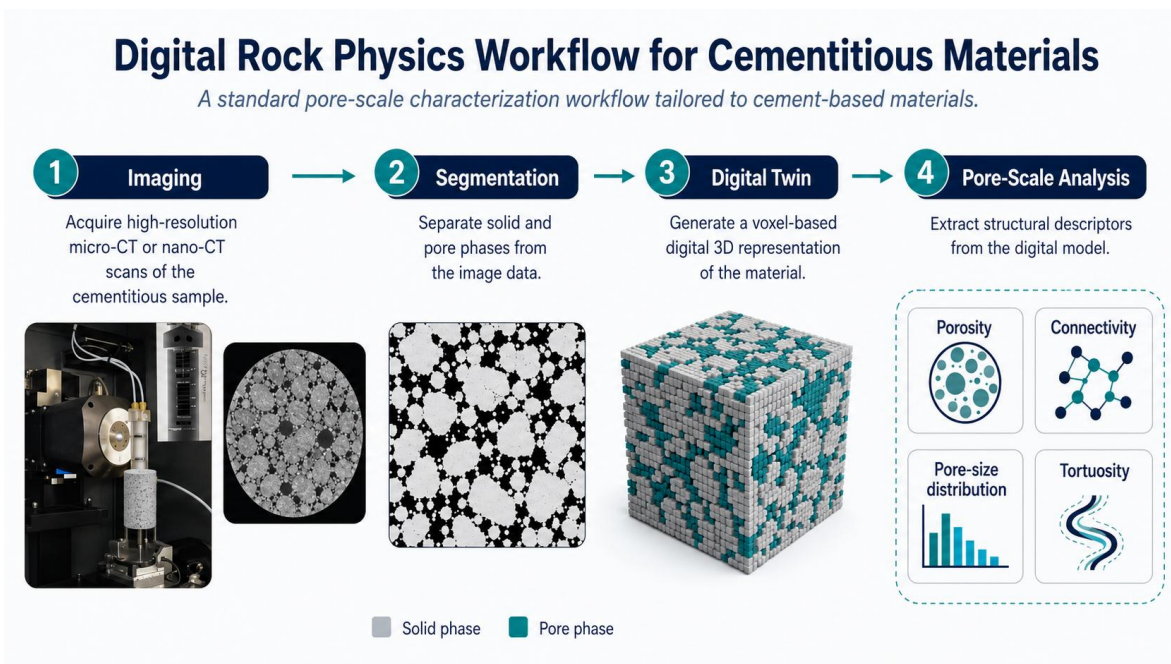 Digital Rock Physics Workflow for Cementitious Materials
A standard pore-scale characterization workflow tailored to cement-based materials.
1 Imaging
Acquire high-resolution
micro-CT or nano-CT
scans of the
cementitious sample.
2 Segmentation
Separate solid and
pore phases from
the image data.
3 Digital Twin
Generate a voxel-based
digital 3D representation
of the material.
4 Pore-Scale Analysis
Extract structural descriptors
from the digital model.
Porosity
Connectivity
Pore-size
distribution
Tortuosity
Solid phase
Pore phase